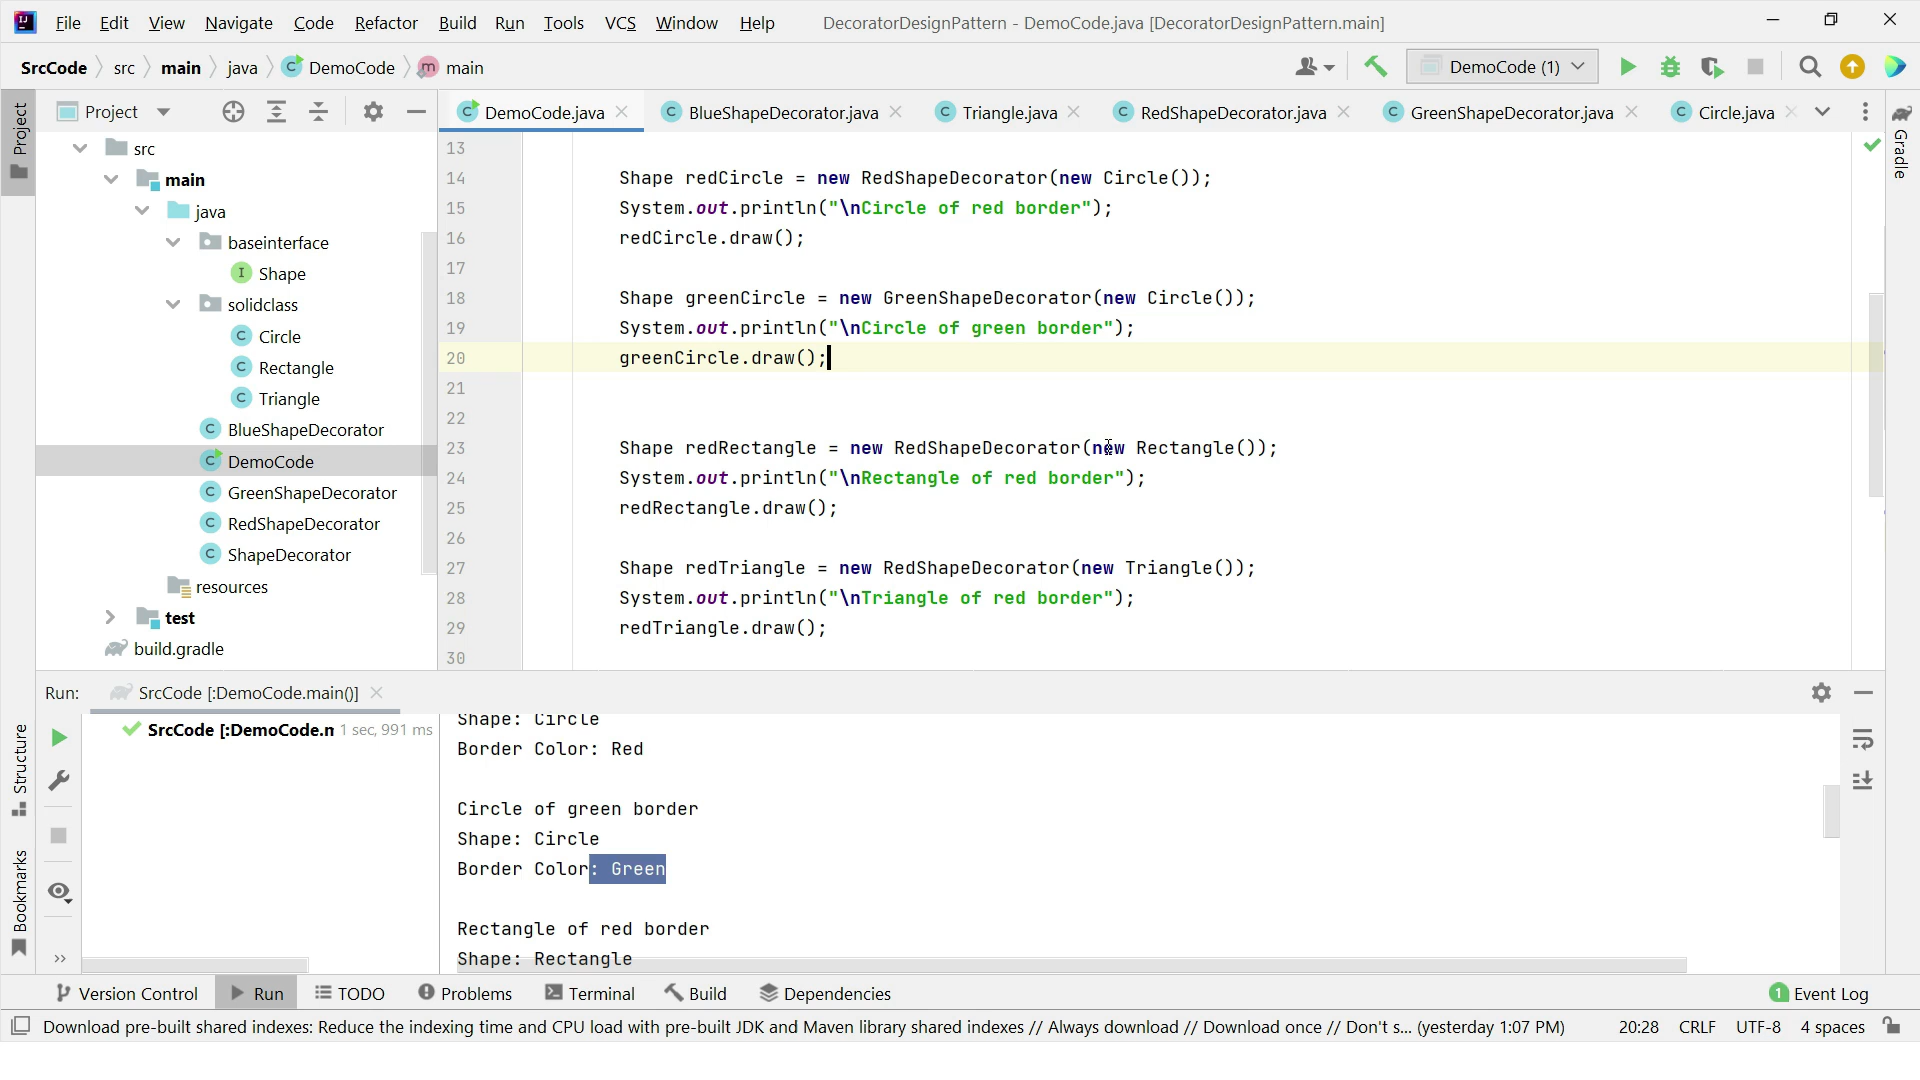 File Edit View Navigate Code Refactor Build Run Tools VCS Window Help DecoratorDesignPattern - DemoCode.java [DecoratorDesignPattern.main]
SrcCode src main java DemoCode main DemoCode (1)
Project DemoCode.java BlueShapeDecorator.java Triangle.java RedShapeDecorator.java GreenShapeDecorator.java Circle.java
Project
Gradle
src
main
java
baseinterface
Shape
solidclass
Circle
Rectangle
Triangle
BlueShapeDecorator
DemoCode
GreenShapeDecorator
RedShapeDecorator
ShapeDecorator
resources
test
build.gradle
13
14 Shape redCircle = new RedShapeDecorator(new Circle());
15 System.out.println("\nCircle of red border");
16 redCircle.draw();
17
18 Shape greenCircle = new GreenShapeDecorator(new Circle());
19 System.out.println("\nCircle of green border");
20 greenCircle.draw();
21
22
23 Shape redRectangle = new RedShapeDecorator(new Rectangle());
24 System.out.println("\nRectangle of red border");
25 redRectangle.draw();
26
27 Shape redTriangle = new RedShapeDecorator(new Triangle());
28 System.out.println("\nTriangle of red border");
29 redTriangle.draw();
30
Run: SrcCode [:DemoCode.main()]
SrcCode [:DemoCode.n 1 sec, 991 ms
Structure
Bookmarks
Shape: Circle
Border Color: Red
Circle of green border
Shape: Circle
Border Color: Green
Rectangle of red border
Shape: Rectangle
Version Control Run TODO Problems Terminal Build Dependencies 1 Event Log
Download pre-built shared indexes: Reduce the indexing time and CPU load with pre-built JDK and Maven library shared indexes // Always download // Download once // Don't s... (yesterday 1:07 PM) 20:28 CRLF UTF-8 4 spaces